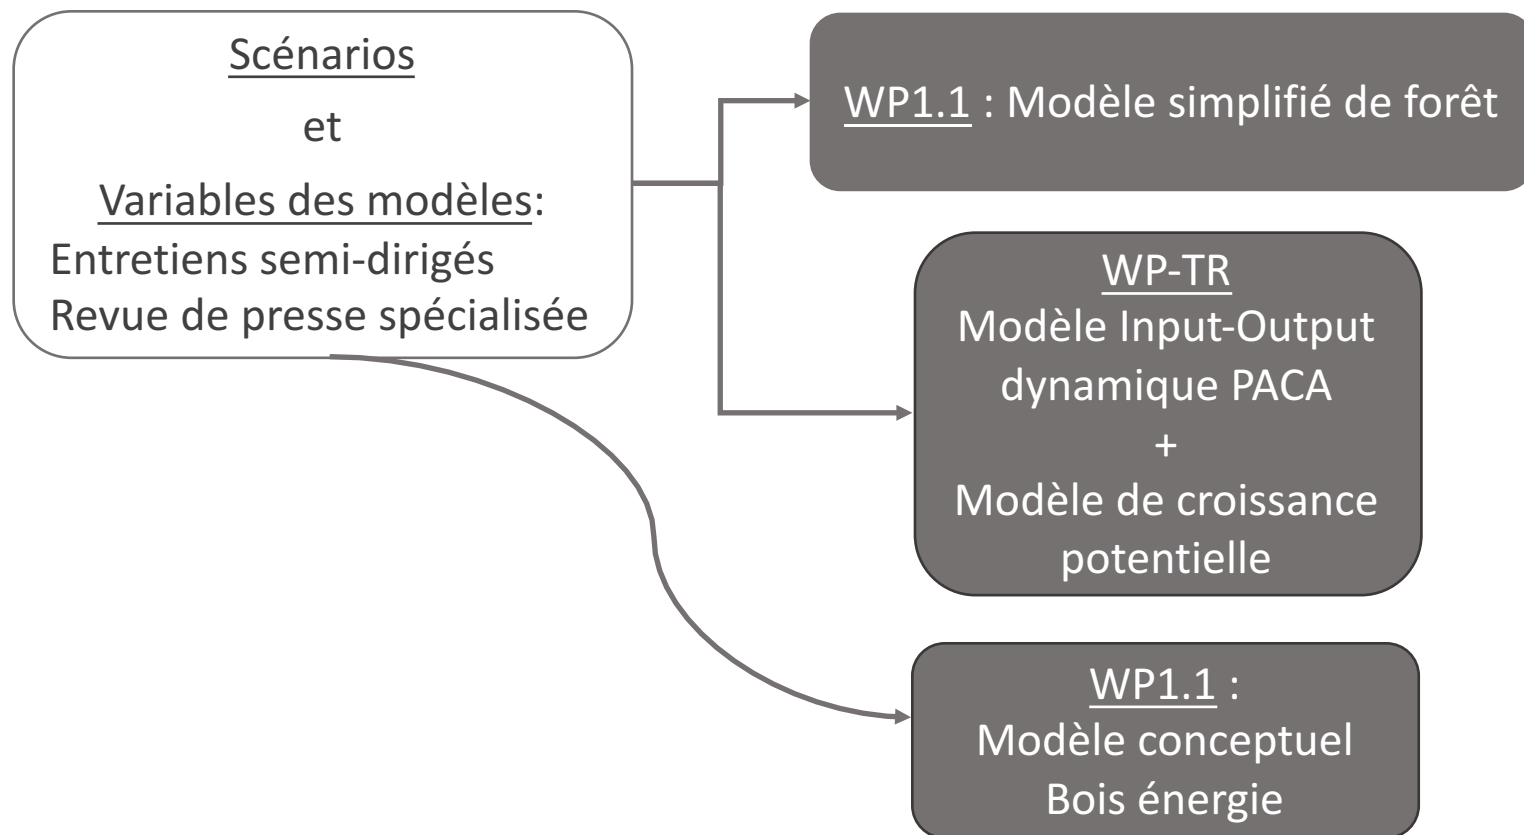 Scénarios
et
Variables des modèles:
Entretiens semi-dirigés
Revue de presse spécialisée
WP1.1 : Modèle simplifié de forêt
WP-TR
Modèle Input-Output
dynamique PACA
+
Modèle de croissance
potentielle
WP1.1 :
Modèle conceptuel
Bois énergie